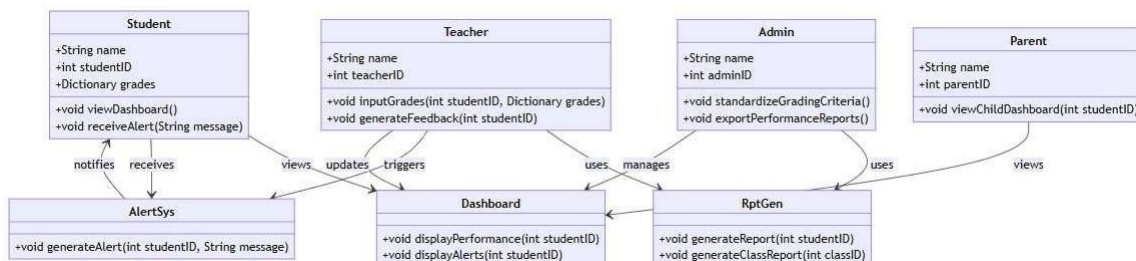 Student
+String name
+int studentID
+Dictionary grades
+void viewDashboard()
+void receiveAlert(String message)
Teacher
+String name
+int teacherID
+void inputGrades(int studentID, Dictionary grades)
+void generateFeedback(int studentID)
Admin
+String name
+int adminID
+void standardizeGradingCriteria()
+void exportPerformanceReports()
Parent
+String name
+int parentID
+void viewChildDashboard(int studentID)
notifies
receives
views
updates
triggers
uses
manages
uses
views
AlertSys
+void generateAlert(int studentID, String message)
Dashboard
+void displayPerformance(int studentID)
+void displayAlerts(int studentID)
RptGen
+void generateReport(int studentID)
+void generateClassReport(int classID)